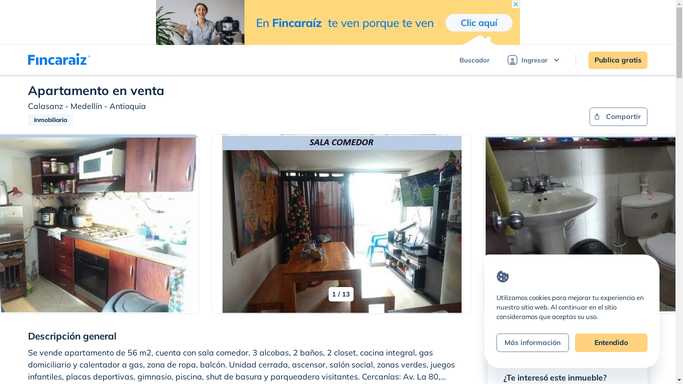 En Fincaraíz te ven porque te ven
Clic aquí
Fincaraiz
Buscador
Ingresar
Publica gratis
Apartamento en venta
Calasanz - Medellín - Antioquia
Inmobiliaria
Compartir
SALA COMEDOR
1 / 13
Utilizamos cookies para mejorar tu experiencia en
nuestro sitio web. Al continuar en el sitio
consideramos que aceptas su uso.
Más información
Entendido
Descripción general
Se vende apartamento de 56 m2, cuenta con sala comedor. 3 alcobas, 2 baños, 2 closet, cocina integral, gas
domiciliario y calentador a gas, zona de ropa, balcón. Unidad cerrada, ascensor, salón social, zonas verdes, juegos
infantiles, placas deportivas, gimnasio, piscina, shut de basura y parqueadero visitantes. Cercanías: Av. La 80,...
¿Te interesó este inmueble?